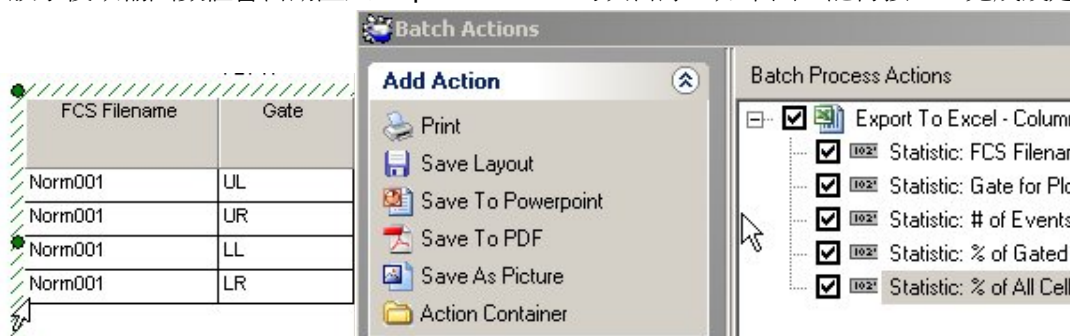 Batch Actions
FCS Filename Gate
Norm001 UL
Norm001 UR
Norm001 LL
Norm001 LR
Add Action
Print
Save Layout
Save To Powerpoint
Save To PDF
Save As Picture
Action Container
Batch Process Actions
Export To Excel - Colum
Statistic: FCS Filena
Statistic: Gate for Plo
Statistic: # of Events
Statistic: % of Gated
Statistic: % of All Cell